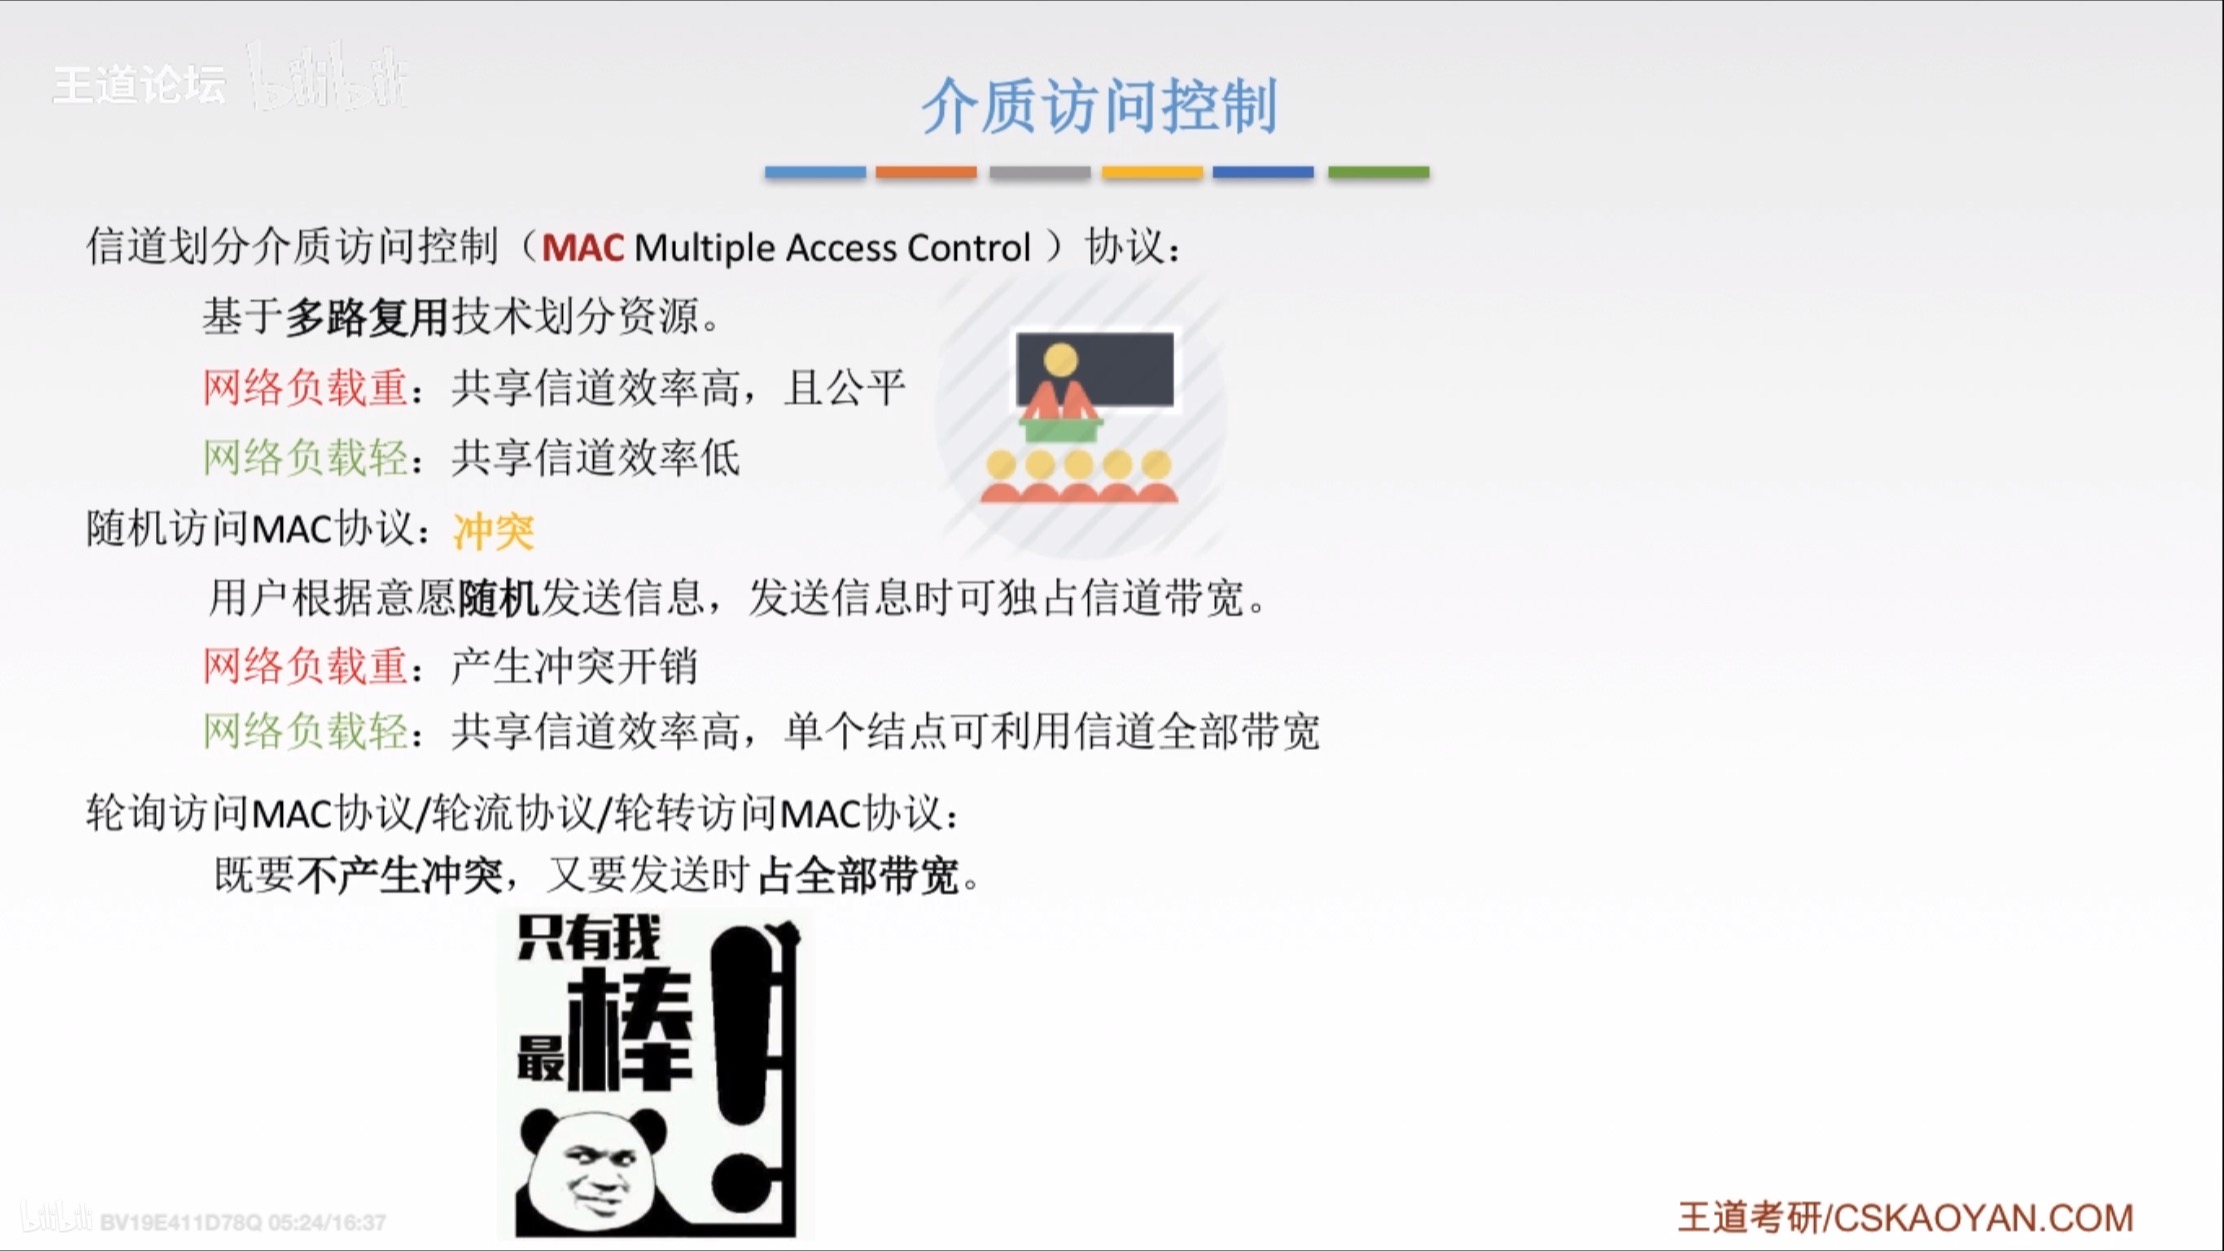 王道论坛 bilibili
介质访问控制
信道划分介质访问控制（MAC Multiple Access Control ）协议：
基于多路复用技术划分资源。
网络负载重：共享信道效率高，且公平
网络负载轻：共享信道效率低
随机访问MAC协议：冲突
用户根据意愿随机发送信息，发送信息时可独占信道带宽。
网络负载重：产生冲突开销
网络负载轻：共享信道效率高，单个结点可利用信道全部带宽
轮询访问MAC协议/轮流协议/轮转访问MAC协议：
既要不产生冲突，又要发送时占全部带宽。
只有我
最棒！
bilibili BV19E411D78Q 05:24/16:37
王道考研/CSKAOYAN.COM